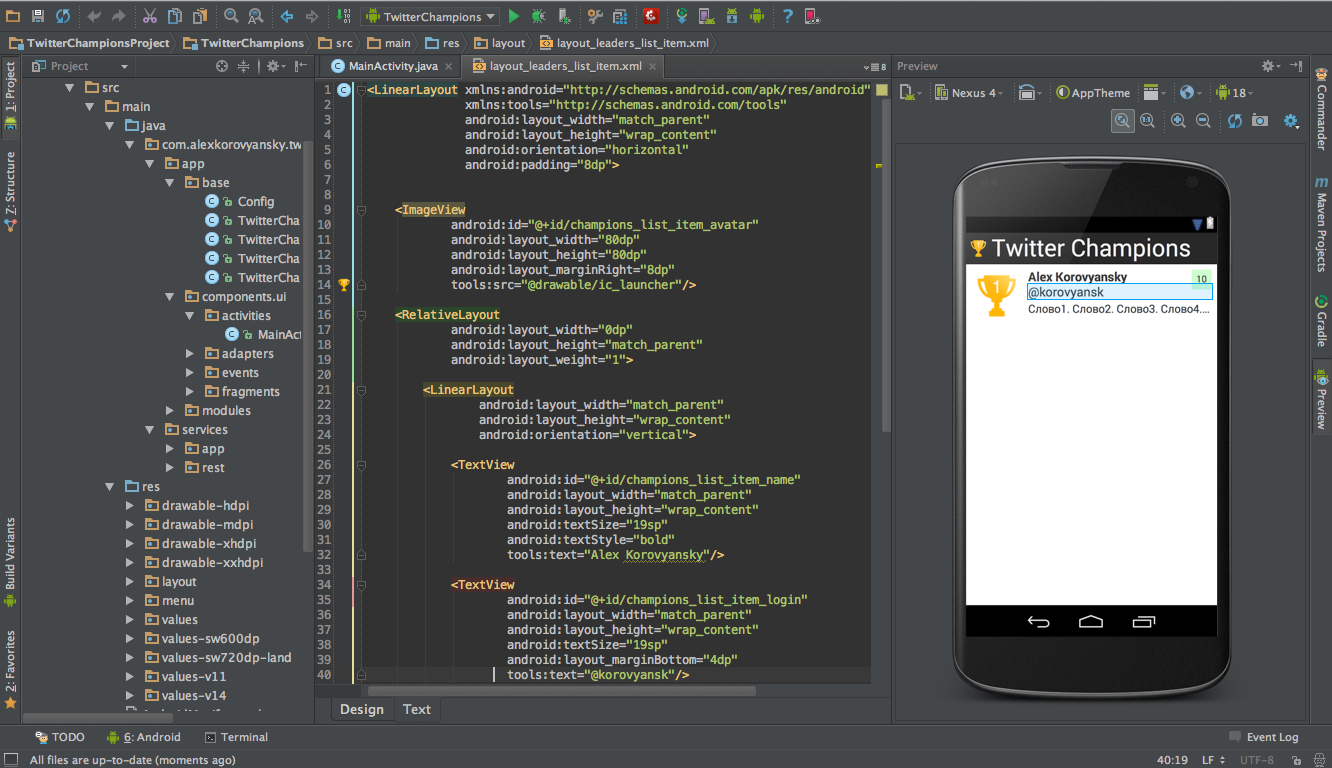 TwitterChampions
TwitterChampionsProject TwitterChampions src main res layout layout_leaders_list_item.xml
1: Project
Z: Structure
Build Variants
2: Favorites
Project
src
main
java
com.alexkorovyansky.tw
app
base
Config
TwitterCha
TwitterCha
TwitterCha
TwitterCha
components.ui
activities
MainAct
adapters
events
fragments
modules
services
app
rest
res
drawable-hdpi
drawable-mdpi
drawable-xhdpi
drawable-xxhdpi
layout
menu
values
values-sw600dp
values-sw720dp-land
values-v11
values-v14
MainActivity.java layout_leaders_list_item.xml
8
1 <LinearLayout xmlns:android="http://schemas.android.com/apk/res/android"
2 xmlns:tools="http://schemas.android.com/tools"
3 android:layout_width="match_parent"
4 android:layout_height="wrap_content"
5 android:orientation="horizontal"
6 android:padding="8dp">
7
8
9 <ImageView
10 android:id="@+id/champions_list_item_avatar"
11 android:layout_width="80dp"
12 android:layout_height="80dp"
13 android:layout_marginRight="8dp"
14 tools:src="@drawable/ic_launcher"/>
15
16 <RelativeLayout
17 android:layout_width="0dp"
18 android:layout_height="match_parent"
19 android:layout_weight="1">
20
21 <LinearLayout
22 android:layout_width="match_parent"
23 android:layout_height="wrap_content"
24 android:orientation="vertical">
25
26 <TextView
27 android:id="@+id/champions_list_item_name"
28 android:layout_width="match_parent"
29 android:layout_height="wrap_content"
30 android:textSize="19sp"
31 android:textStyle="bold"
32 tools:text="Alex Korovyansky"/>
33
34 <TextView
35 android:id="@+id/champions_list_item_login"
36 android:layout_width="match_parent"
37 android:layout_height="wrap_content"
38 android:textSize="19sp"
39 android:layout_marginBottom="4dp"
40 tools:text="@korovyansk"/>
Design Text
Preview
Nexus 4 AppTheme 18
Twitter Champions
1
Alex Korovyansky 10
@korovyansk
Слово1. Слово2. Слово3. Слово4....
Commander
Maven Projects
Gradle
Preview
TODO 6: Android Terminal Event Log
All files are up-to-date (moments ago) 40:19 LF UTF-8